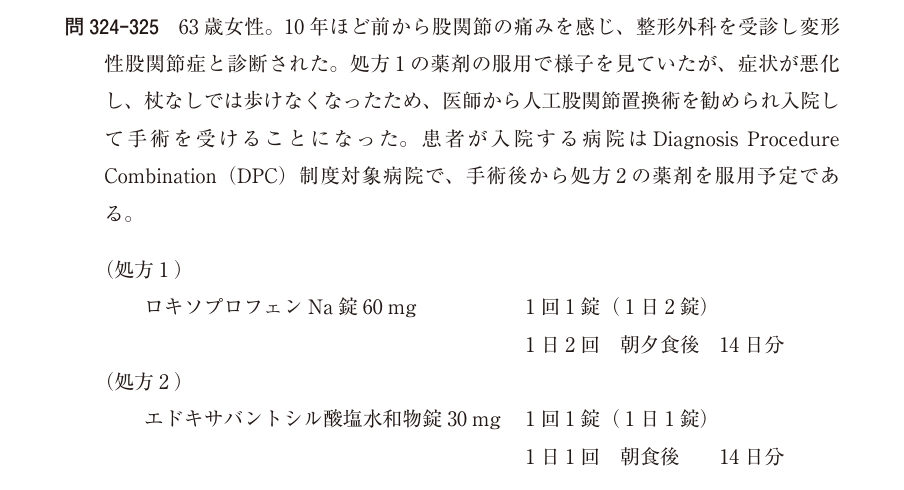 問 324−325　63 歳女性。10 年ほど前から股関節の痛みを感じ、整形外科を受診し変形
性股関節症と診断された。処方１の薬剤の服用で様子を見ていたが、症状が悪化
し、杖なしでは歩けなくなったため、医師から人工股関節置換術を勧められ入院し
て手術を受けることになった。患者が入院する病院は Diagnosis Procedure
Combination（DPC）制度対象病院で、手術後から処方２の薬剤を服用予定であ
る。
（処方１）
ロキソプロフェン Na 錠 60 mg　１回１錠（１日２錠）
１日２回　朝夕食後　14 日分
（処方２）
エドキサバントシル酸塩水和物錠 30 mg　１回１錠（１日１錠）
１日１回　朝食後　14 日分